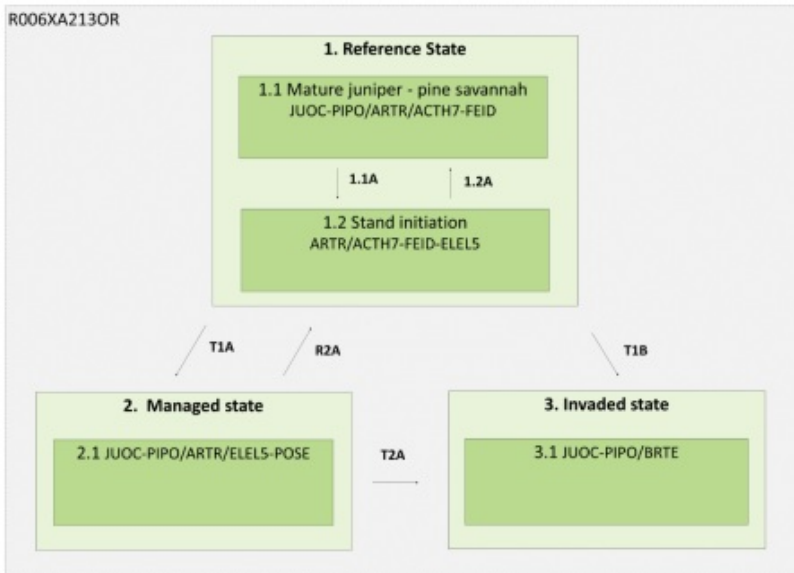 R006XA213OR
1. Reference State
1.1 Mature juniper - pine savannah
JUOC-PIPO/ARTR/ACTH7-FEID
1.1A
1.2A
1.2 Stand initiation
ARTR/ACTH7-FEID-ELEL5
T1A
R2A
T1B
2. Managed state
2.1 JUOC-PIPO/ARTR/ELEL5-POSE
T2A
3. Invaded state
3.1 JUOC-PIPO/BRTE